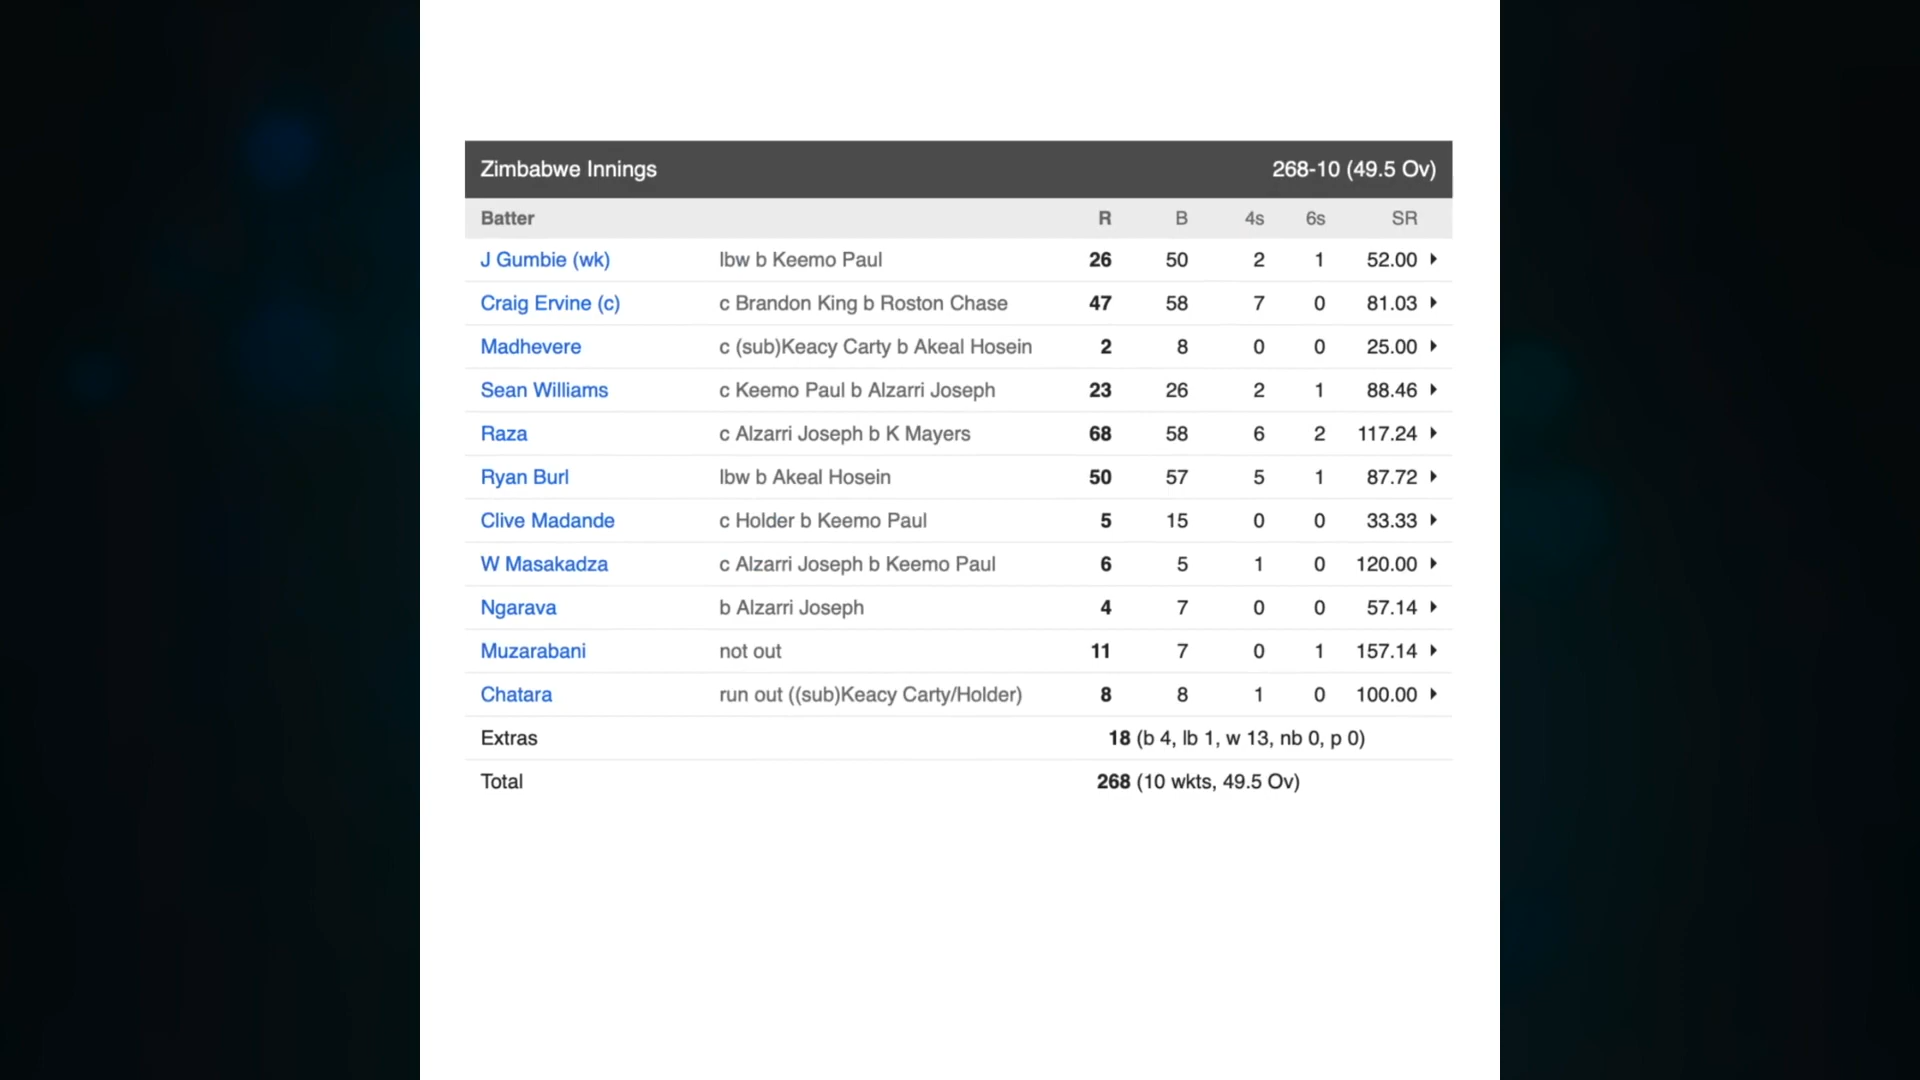 Zimbabwe Innings 268-10 (49.5 Ov)
Batter R B 4s 6s SR
J Gumbie (wk) lbw b Keemo Paul 26 50 2 1 52.00
Craig Ervine (c) c Brandon King b Roston Chase 47 58 7 0 81.03
Madhevere c (sub)Keacy Carty b Akeal Hosein 2 8 0 0 25.00
Sean Williams c Keemo Paul b Alzarri Joseph 23 26 2 1 88.46
Raza c Alzarri Joseph b K Mayers 68 58 6 2 117.24
Ryan Burl lbw b Akeal Hosein 50 57 5 1 87.72
Clive Madande c Holder b Keemo Paul 5 15 0 0 33.33
W Masakadza c Alzarri Joseph b Keemo Paul 6 5 1 0 120.00
Ngarava b Alzarri Joseph 4 7 0 0 57.14
Muzarabani not out 11 7 0 1 157.14
Chatara run out ((sub)Keacy Carty/Holder) 8 8 1 0 100.00
Extras 18 (b 4, lb 1, w 13, nb 0, p 0)
Total 268 (10 wkts, 49.5 Ov)